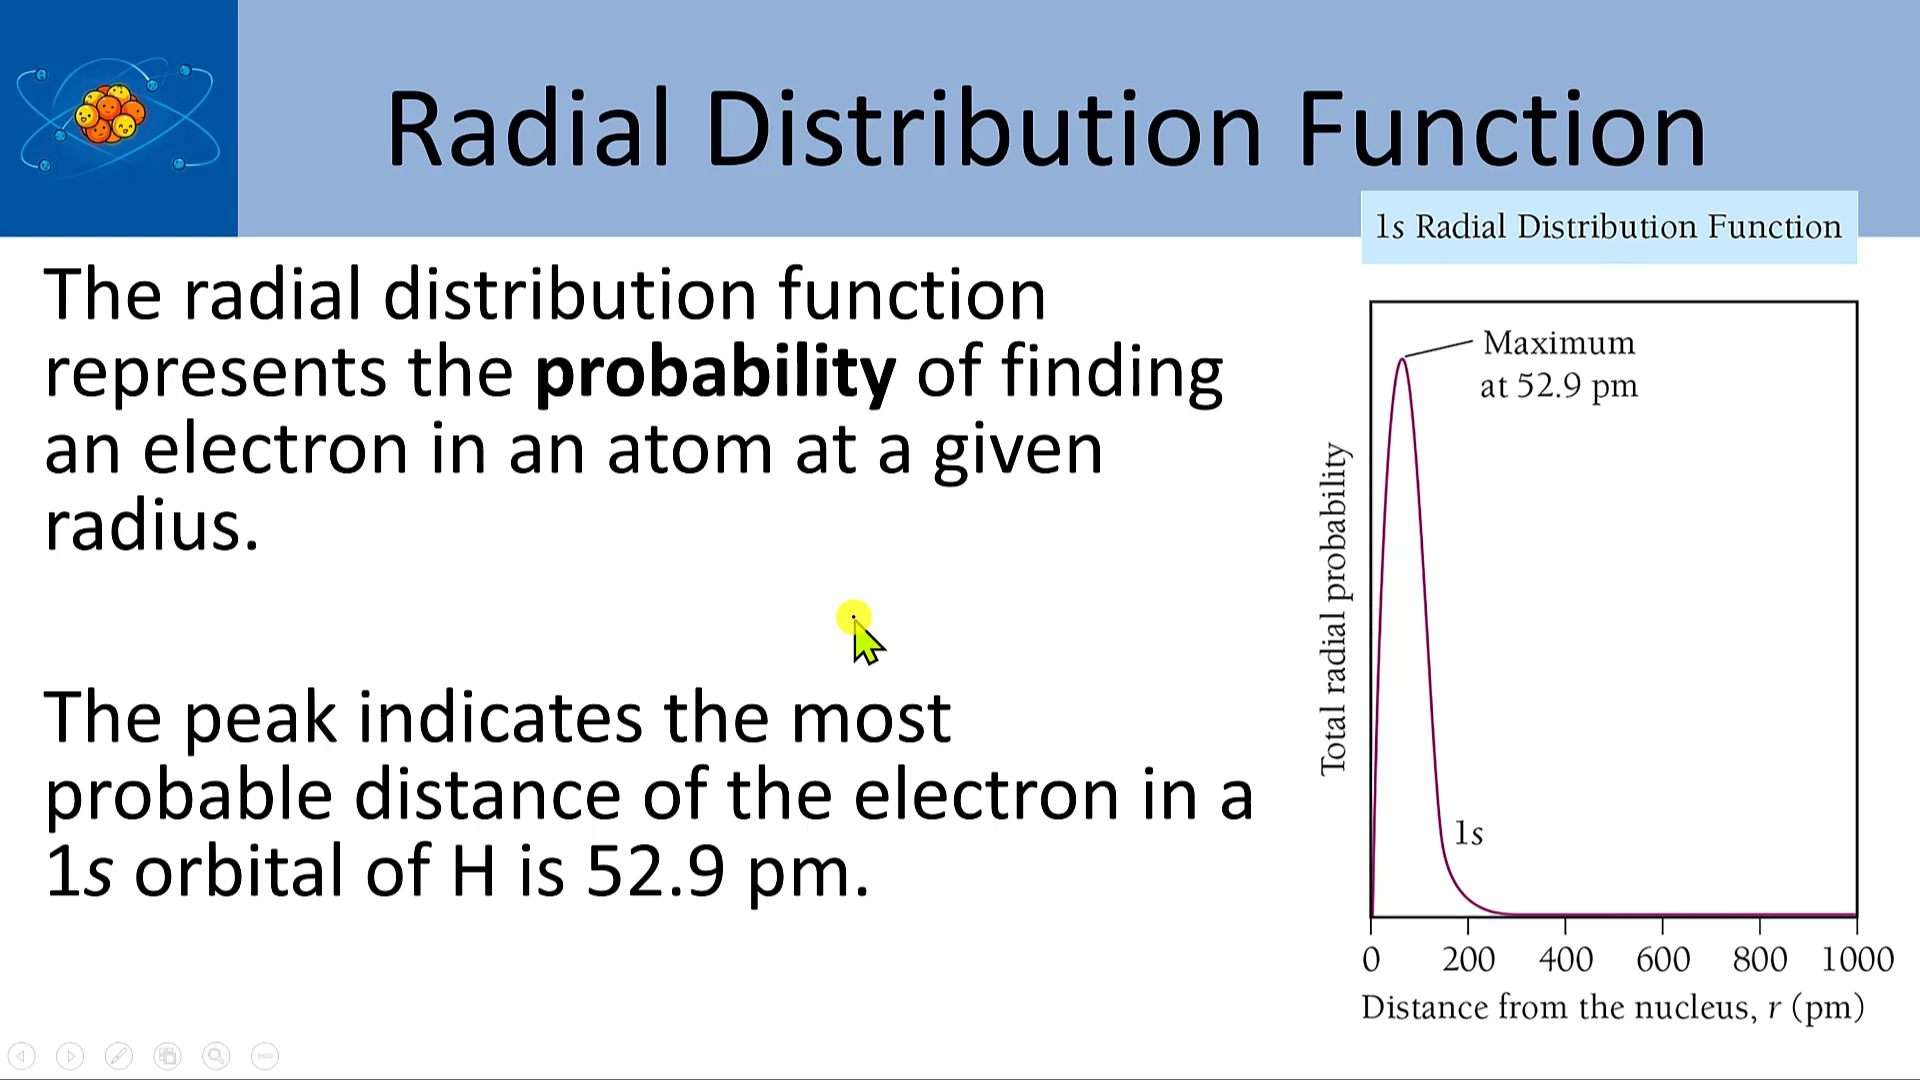 Radial Distribution Function
The radial distribution function
represents the probability of finding
an electron in an atom at a given
radius.
The peak indicates the most
probable distance of the electron in a
1s orbital of H is 52.9 pm.
1s Radial Distribution Function
Maximum
at 52.9 pm
Total radial probability
1s
0 200 400 600 800 1000
Distance from the nucleus, r (pm)